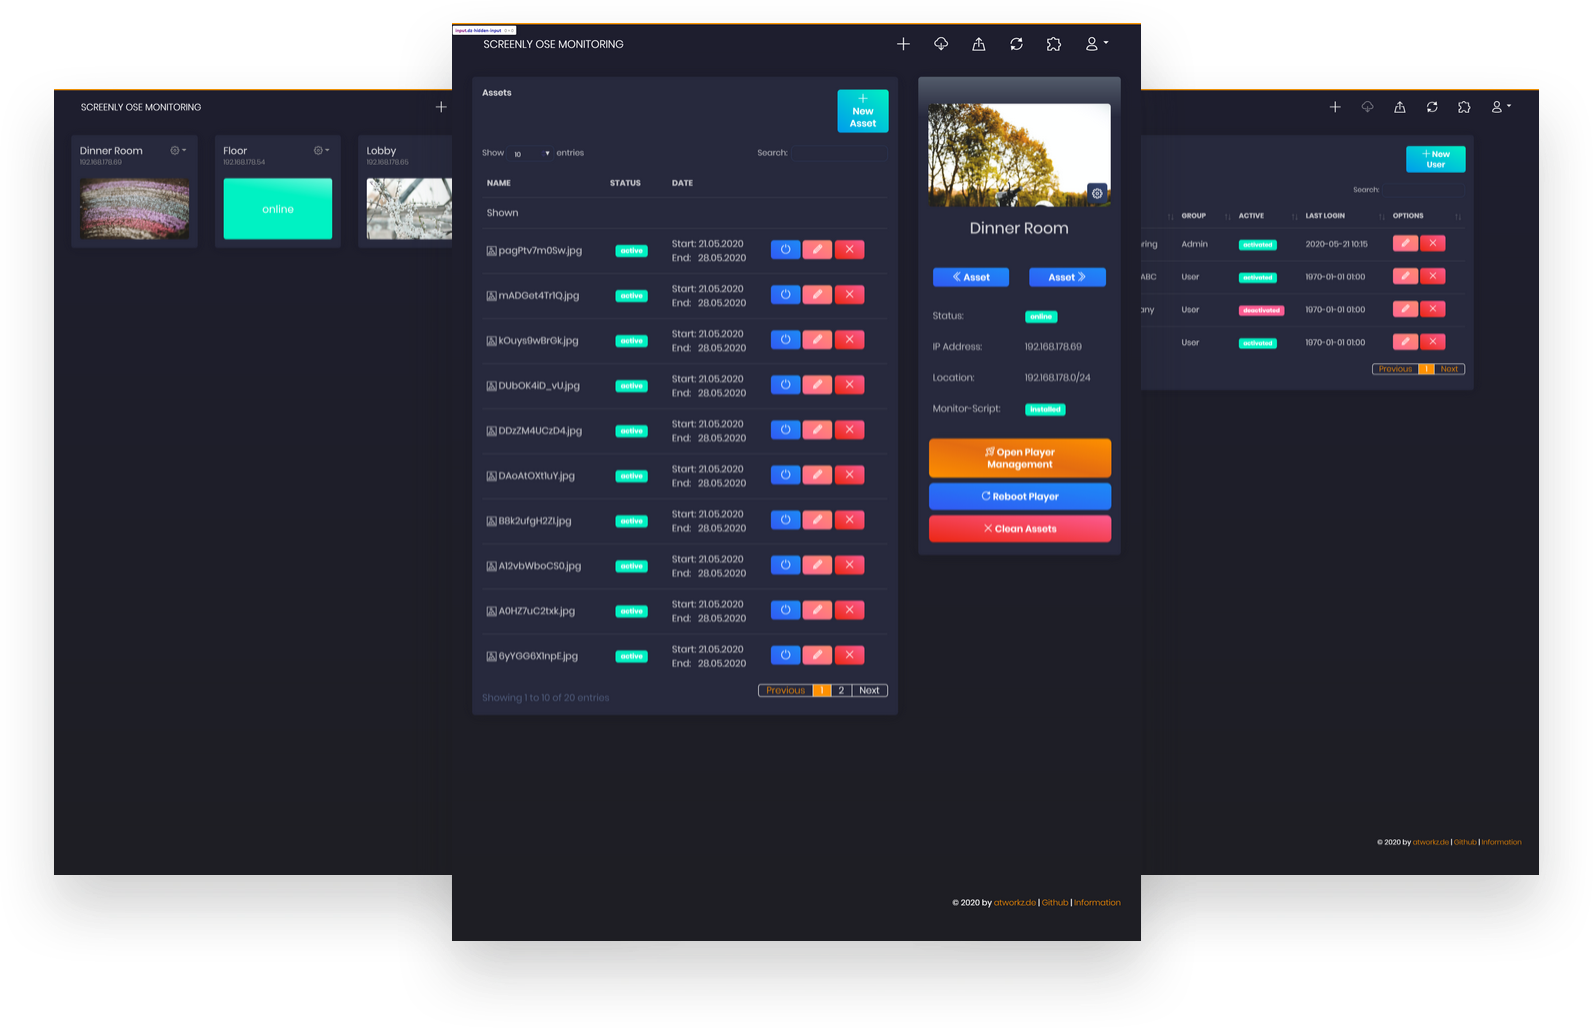 SCREENLY OSE MONITORING
Dinner Room
192.168.178.69
Floor
192.168.178.54
Lobby
192.168.178.65
online
input.dz-hidden-input
SCREENLY OSE MONITORING
Assets
New
Asset
Show 10 entries
Search:
NAME STATUS DATE
Shown
pagPtv7m0Sw.jpg active Start: 21.05.2020
End: 28.05.2020
mADGet4Tr1Q.jpg active Start: 21.05.2020
End: 28.05.2020
kOuys9wBrGk.jpg active Start: 21.05.2020
End: 28.05.2020
DUbOK4iD_vU.jpg active Start: 21.05.2020
End: 28.05.2020
DDzZM4UCzD4.jpg active Start: 21.05.2020
End: 28.05.2020
DAoAtOXt1uY.jpg active Start: 21.05.2020
End: 28.05.2020
B8k2ufgH2ZI.jpg active Start: 21.05.2020
End: 28.05.2020
A12vbWboCS0.jpg active Start: 21.05.2020
End: 28.05.2020
A0HZ7uC2txk.jpg active Start: 21.05.2020
End: 28.05.2020
6yYGG6X1npE.jpg active Start: 21.05.2020
End: 28.05.2020
Showing 1 to 10 of 20 entries
Previous 1 2 Next
Dinner Room
Asset
Asset
Status: online
IP Address: 192.168.178.69
Location: 192.168.178.0/24
Monitor-Script: installed
Open Player
Management
Reboot Player
Clean Assets
© 2020 by atworkz.de | Github | Information
New
User
Search:
GROUP ACTIVE LAST LOGIN OPTIONS
ring Admin activated 2020-05-21 10:15
ABC User activated 1970-01-01 01:00
any User deactivated 1970-01-01 01:00
User activated 1970-01-01 01:00
Previous 1 Next
© 2020 by atworkz.de | Github | Information